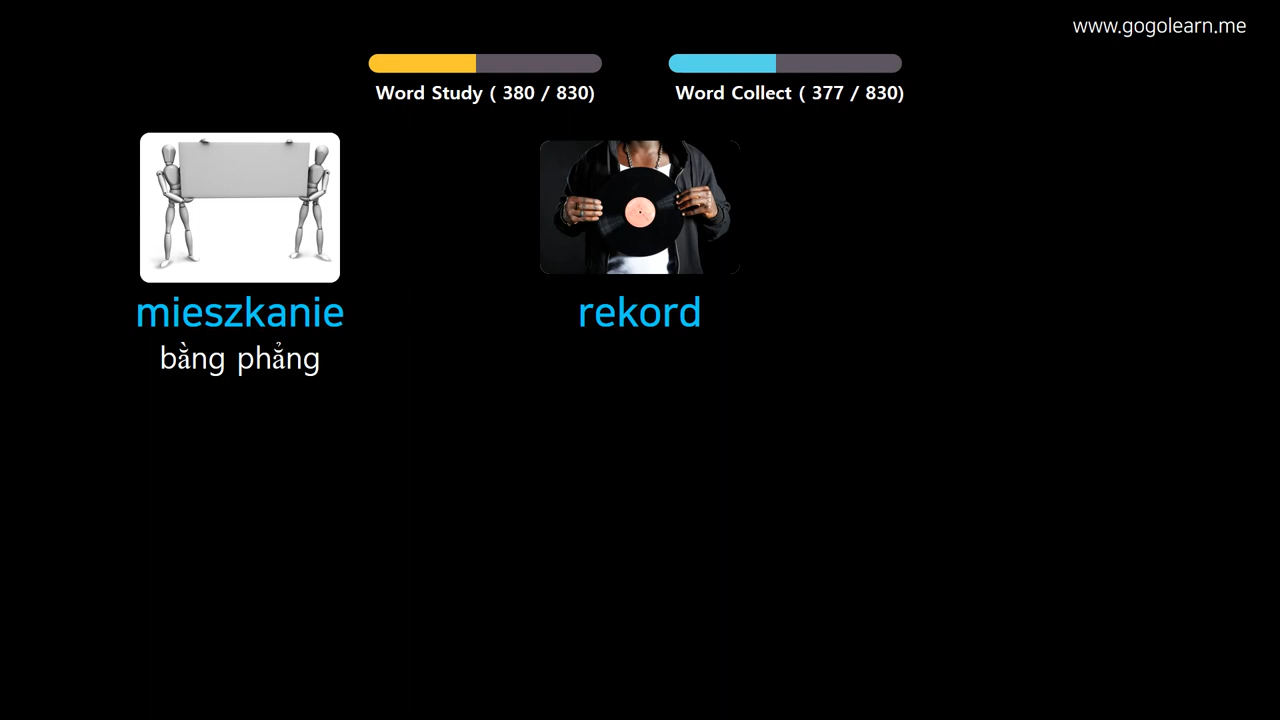 www.gogolearn.me
Word Study ( 380 / 830)
Word Collect ( 377 / 830)
mieszkanie
rekord
bằng phẳng